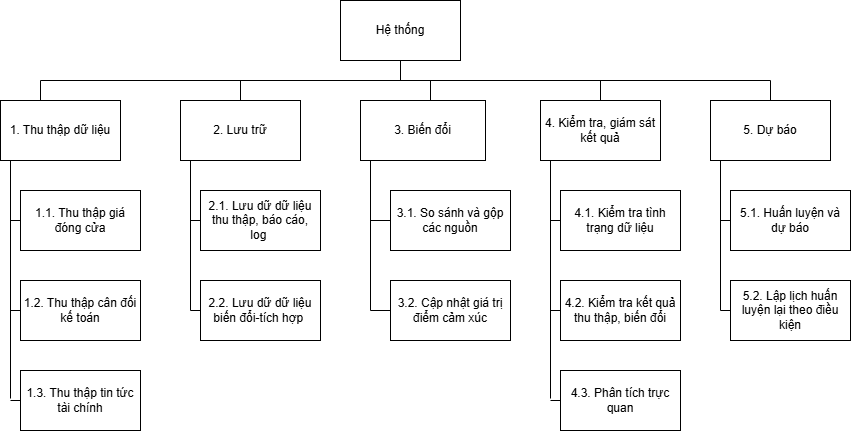 Hệ thống
1. Thu thập dữ liệu
2. Lưu trữ
3. Biến đổi
4. Kiểm tra, giám sát
kết quả
5. Dự báo
1.1. Thu thập giá
đóng cửa
2.1. Lưu dữ dữ liệu
thu thập, báo cáo,
log
3.1. So sánh và gộp
các nguồn
4.1. Kiểm tra tình
trạng dữ liệu
5.1. Huấn luyện và
dự báo
1.2. Thu thập cân đối
kế toán
2.2. Lưu dữ dữ liệu
biến đổi-tích hợp
3.2. Cập nhật giá trị
điểm cảm xúc
4.2. Kiểm tra kết quả
thu thập, biến đổi
5.2. Lập lịch huấn
luyện lại theo điều
kiện
1.3. Thu thập tin tức
tài chính
4.3. Phân tích trực
quan